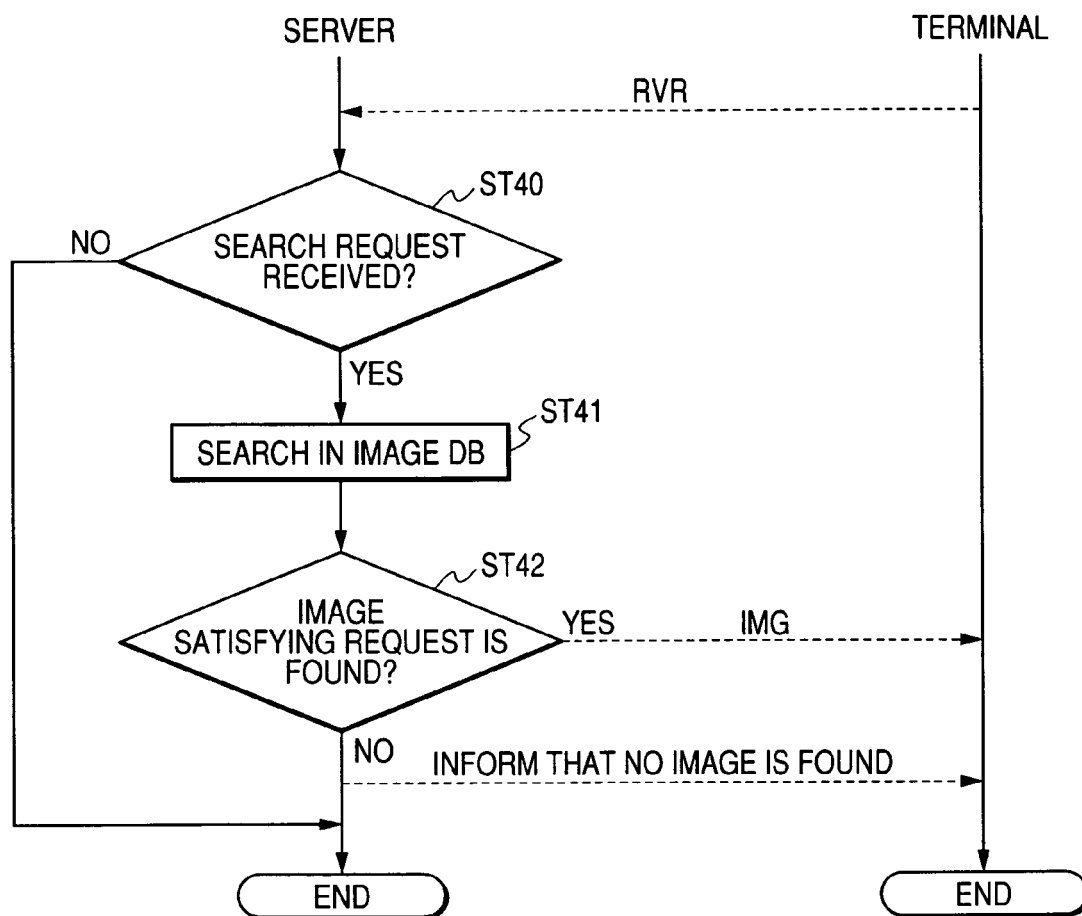 SERVER
TERMINAL
RVR
ST40
NO
SEARCH REQUEST
RECEIVED?
YES
ST41
SEARCH IN IMAGE DB
ST42
IMAGE
SATISFYING REQUEST IS
FOUND?
YES
IMG
NO
INFORM THAT NO IMAGE IS FOUND
END
END